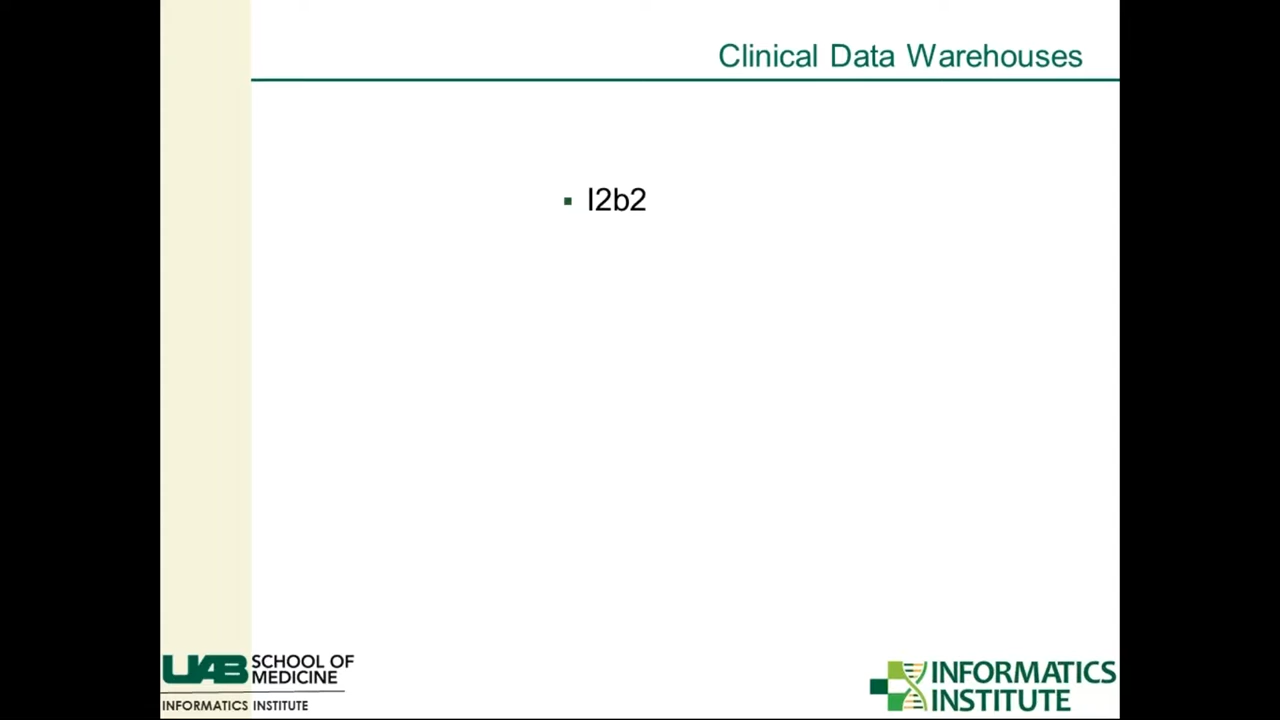 Clinical Data Warehouses
▪ I2b2
UAB SCHOOL OF
MEDICINE
INFORMATICS INSTITUTE
INFORMATICS
INSTITUTE